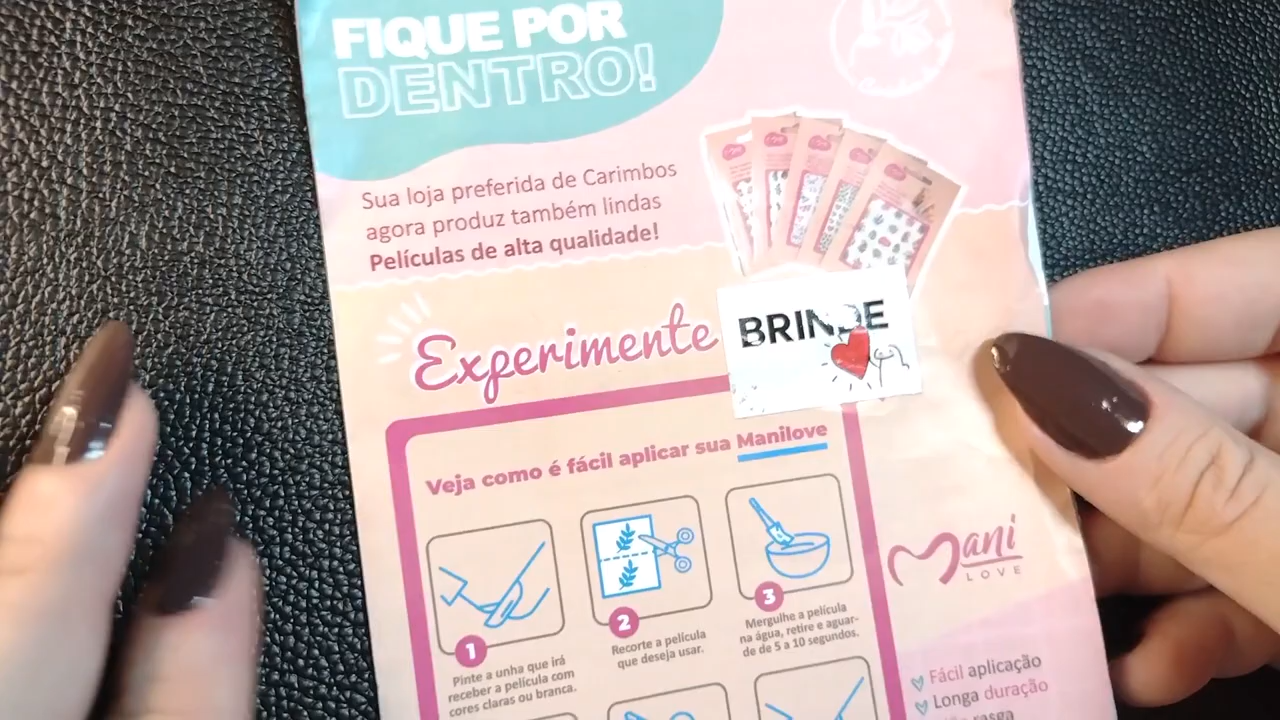 FIQUE POR
DENTRO!
Sua loja preferida de Carimbos
agora produz também lindas
Películas de alta qualidade!
Experimente
BRINDE
Veja como é fácil aplicar sua Manilove
1
Pinte a unha que irá
receber a película com
cores claras ou branca.
2
Recorte a película
que deseja usar.
3
Mergulhe a película
na água, retire e aguar-
de de 5 a 10 segundos.
Mani
LOVE
Fácil aplicação
Longa duração
rasga